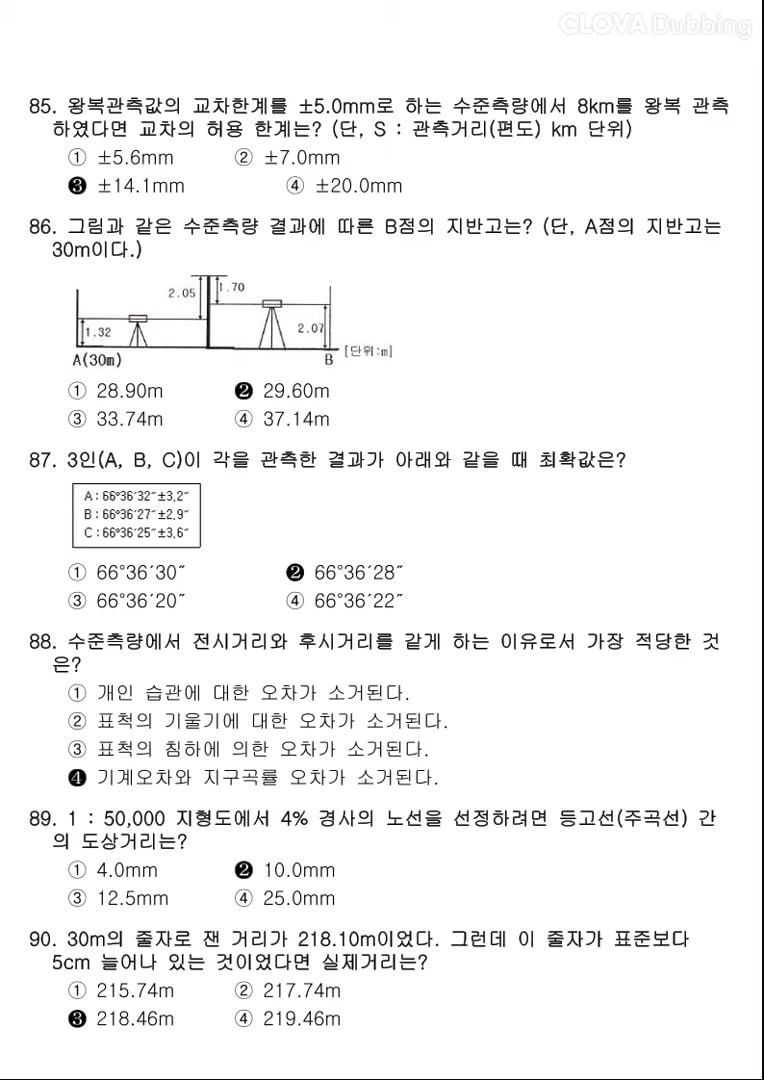 CLOVA Dubbing
85. 왕복관측값의 교차한계를 ±5.0mm로 하는 수준측량에서 8km를 왕복 관측
하였다면 교차의 허용 한계는? (단, S : 관측거리(편도) km 단위)
① ±5.6mm ② ±7.0mm
❸ ±14.1mm ④ ±20.0mm
86. 그림과 같은 수준측량 결과에 따른 B점의 지반고는? (단, A점의 지반고는
30m이다.)
2.05 1.70
1.32 2.07
A(30m) B [단위:m]
① 28.90m ❷ 29.60m
③ 33.74m ④ 37.14m
87. 3인(A, B, C)이 각을 관측한 결과가 아래와 같을 때 최확값은?
A : 66°36′32″±3.2″
B : 66°36′27″±2.9″
C : 66°36′25″±3.6″
① 66°36′30″ ❷ 66°36′28″
③ 66°36′20″ ④ 66°36′22″
88. 수준측량에서 전시거리와 후시거리를 같게 하는 이유로서 가장 적당한 것
은?
① 개인 습관에 대한 오차가 소거된다.
② 표척의 기울기에 대한 오차가 소거된다.
③ 표척의 침하에 의한 오차가 소거된다.
❹ 기계오차와 지구곡률 오차가 소거된다.
89. 1 : 50,000 지형도에서 4% 경사의 노선을 선정하려면 등고선(주곡선) 간
의 도상거리는?
① 4.0mm ❷ 10.0mm
③ 12.5mm ④ 25.0mm
90. 30m의 줄자로 잰 거리가 218.10m이었다. 그런데 이 줄자가 표준보다
5cm 늘어나 있는 것이었다면 실제거리는?
① 215.74m ② 217.74m
❸ 218.46m ④ 219.46m